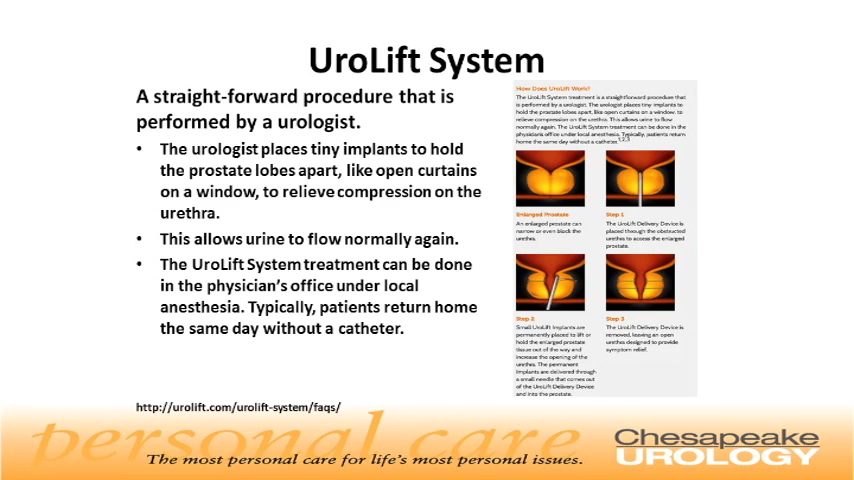 UroLift System
A straight-forward procedure that is
performed by a urologist.
• The urologist places tiny implants to hold
the prostate lobes apart, like open curtains
on a window, to relieve compression on the
urethra.
• This allows urine to flow normally again.
• The UroLift System treatment can be done
in the physician's office under local
anesthesia. Typically, patients return home
the same day without a catheter.
http://urolift.com/urolift-system/faqs/
How Does UroLift Work?
The UroLift System treatment is a straightforward procedure that
is performed by a urologist. The urologist places tiny implants to
hold the prostate lobes apart, like open curtains on a window, to
relieve compression on the urethra. This allows urine to flow
normally again. The UroLift System treatment can be done in the
physician's office under local anesthesia. Typically, patients return
home the same day without a catheter.1,2,3
Enlarged Prostate
An enlarged prostate can
narrow or even block the
urethra.
Step 1
The UroLift Delivery Device is
placed through the obstructed
urethra to access the enlarged
prostate.
Step 2
Small UroLift Implants are
permanently placed to lift or
hold the enlarged prostate
tissue out of the way and
increase the opening of the
urethra. The permanent
implants are delivered through
a small needle that comes out
of the UroLift Delivery Device
and into the prostate.
Step 3
The UroLift Delivery Device is
removed, leaving an open
urethra designed to provide
symptom relief.
personal care
The most personal care for life's most personal issues.
Chesapeake
UROLOGY